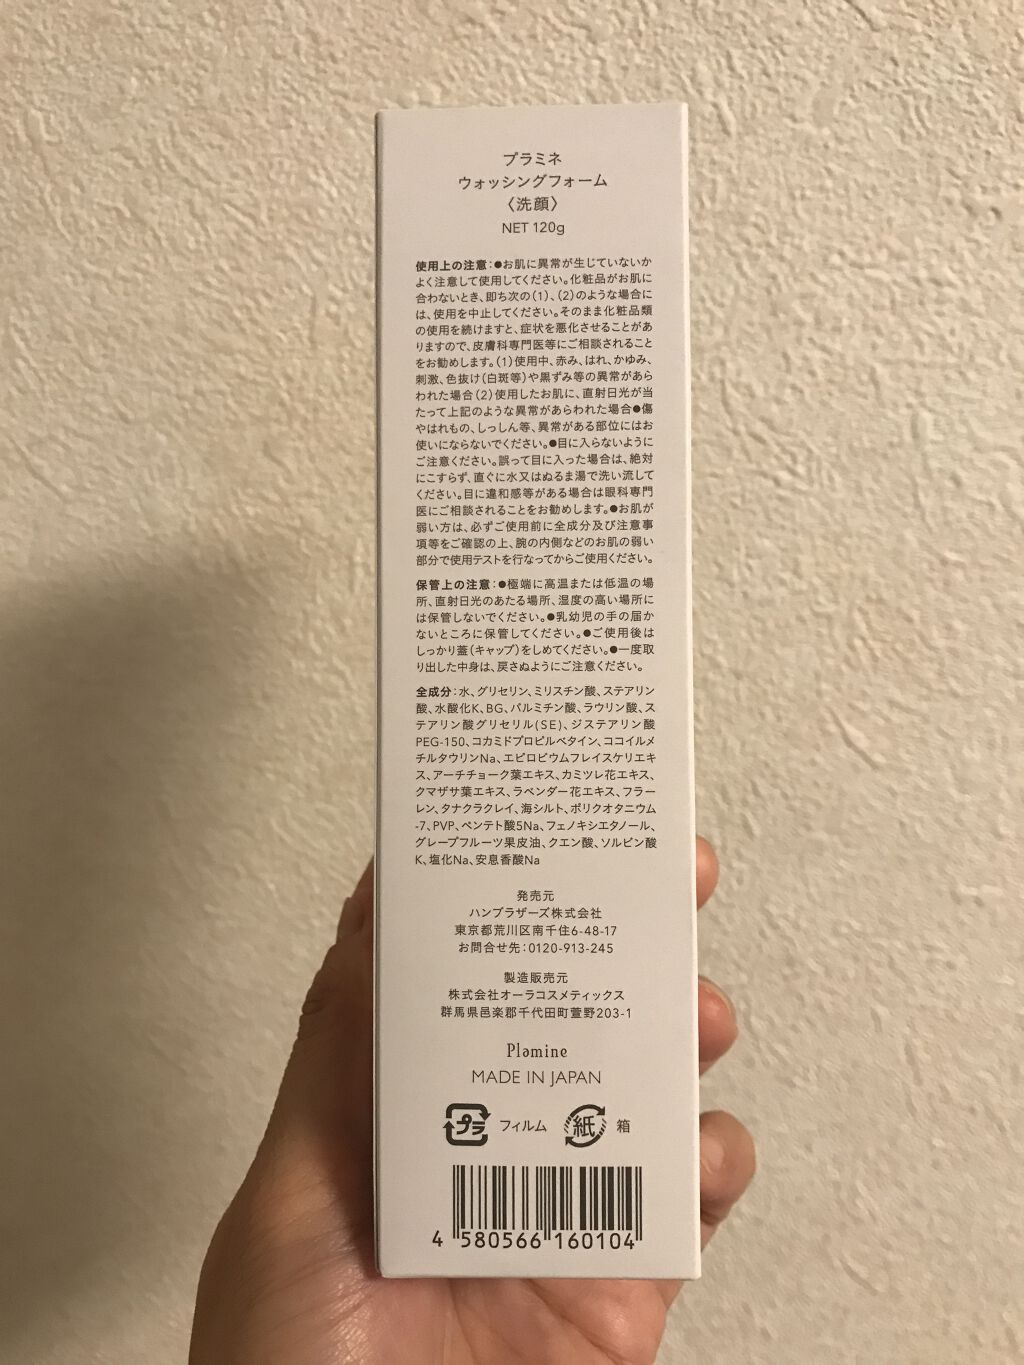 プラミネ
ウォッシングフォーム
〈洗顔〉
NET 120g
使用上の注意：●お肌に異常が生じていないか
よく注意して使用してください。化粧品がお肌に
合わないとき、即ち次の(1)、(2)のような場合に
は、使用を中止してください。そのまま化粧品類
の使用を続けますと、症状を悪化させることがあ
りますので、皮膚科専門医等にご相談されること
をお勧めします。(1)使用中、赤み、はれ、かゆみ、
刺激、色抜け(白斑等)や黒ずみ等の異常があら
われた場合(2)使用したお肌に、直射日光が当
たって上記のような異常があらわれた場合●傷
やはれもの、しっしん等、異常がある部位にはお
使いにならないでください。●目に入らないように
ご注意ください。誤って目に入った場合は、絶対
にこすらず、直ぐに水又はぬるま湯で洗い流して
ください。目に違和感等がある場合は眼科専門
医にご相談されることをお勧めします。●お肌が
弱い方は、必ずご使用前に全成分及び注意事
項等をご確認の上、腕の内側などのお肌の弱い
部分で使用テストを行なってからご使用ください。
保管上の注意：●極端に高温または低温の場
所、直射日光のあたる場所、湿度の高い場所に
は保管しないでください。●乳幼児の手の届か
ないところに保管してください。●ご使用後は
しっかり蓋(キャップ)をしめてください。●一度取
り出した中身は、戻さぬようにご注意ください。
全成分：水、グリセリン、ミリスチン酸、ステアリン
酸、水酸化K、BG、パルミチン酸、ラウリン酸、ス
テアリン酸グリセリル(SE)、ジステアリン酸
PEG-150、コカミドプロピルベタイン、ココイルメ
チルタウリンNa、エピロビウムフレイスケリエキ
ス、アーチチョーク葉エキス、カミツレ花エキス、
クマザサ葉エキス、ラベンダー花エキス、フラー
レン、タナクラクレイ、海シルト、ポリクオタニウム
-7、PVP、ペンテト酸5Na、フェノキシエタノール、
グレープフルーツ果皮油、クエン酸、ソルビン酸
K、塩化Na、安息香酸Na
発売元
ハンブラザーズ株式会社
東京都荒川区南千住6-48-17
お問合せ先：0120-913-245
製造販売元
株式会社オーラコスメティックス
群馬県邑楽郡千代田町萱野203-1
Plamine
MADE IN JAPAN
プラ フィルム 紙 箱
4 580566 160104